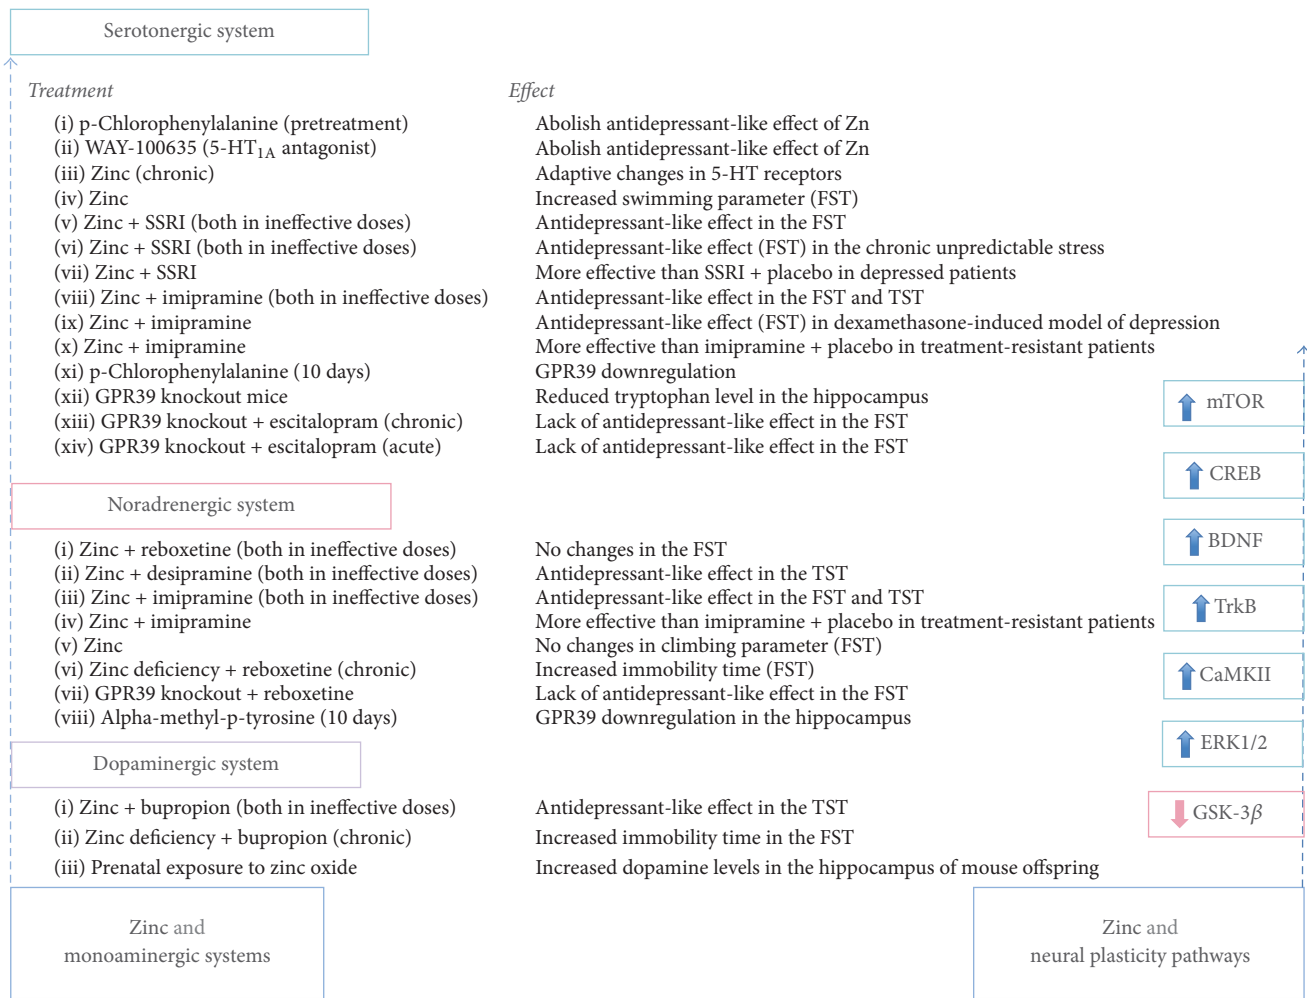 Serotonergic system
Treatment Effect
(i) p-Chlorophenylalanine (pretreatment) Abolish antidepressant-like effect of Zn
(ii) WAY-100635 (5-HT1A antagonist) Abolish antidepressant-like effect of Zn
(iii) Zinc (chronic) Adaptive changes in 5-HT receptors
(iv) Zinc Increased swimming parameter (FST)
(v) Zinc + SSRI (both in ineffective doses) Antidepressant-like effect in the FST
(vi) Zinc + SSRI (both in ineffective doses) Antidepressant-like effect (FST) in the chronic unpredictable stress
(vii) Zinc + SSRI More effective than SSRI + placebo in depressed patients
(viii) Zinc + imipramine (both in ineffective doses) Antidepressant-like effect in the FST and TST
(ix) Zinc + imipramine Antidepressant-like effect (FST) in dexamethasone-induced model of depression
(x) Zinc + imipramine More effective than imipramine + placebo in treatment-resistant patients
(xi) p-Chlorophenylalanine (10 days) GPR39 downregulation
(xii) GPR39 knockout mice Reduced tryptophan level in the hippocampus
(xiii) GPR39 knockout + escitalopram (chronic) Lack of antidepressant-like effect in the FST
(xiv) GPR39 knockout + escitalopram (acute) Lack of antidepressant-like effect in the FST
Noradrenergic system
(i) Zinc + reboxetine (both in ineffective doses) No changes in the FST
(ii) Zinc + desipramine (both in ineffective doses) Antidepressant-like effect in the TST
(iii) Zinc + imipramine (both in ineffective doses) Antidepressant-like effect in the FST and TST
(iv) Zinc + imipramine More effective than imipramine + placebo in treatment-resistant patients
(v) Zinc No changes in climbing parameter (FST)
(vi) Zinc deficiency + reboxetine (chronic) Increased immobility time (FST)
(vii) GPR39 knockout + reboxetine Lack of antidepressant-like effect in the FST
(viii) Alpha-methyl-p-tyrosine (10 days) GPR39 downregulation in the hippocampus
Dopaminergic system
(i) Zinc + bupropion (both in ineffective doses) Antidepressant-like effect in the TST
(ii) Zinc deficiency + bupropion (chronic) Increased immobility time in the FST
(iii) Prenatal exposure to zinc oxide Increased dopamine levels in the hippocampus of mouse offspring
Zinc and
monoaminergic systems
mTOR
CREB
BDNF
TrkB
CaMKII
ERK1/2
GSK-3β
Zinc and
neural plasticity pathways